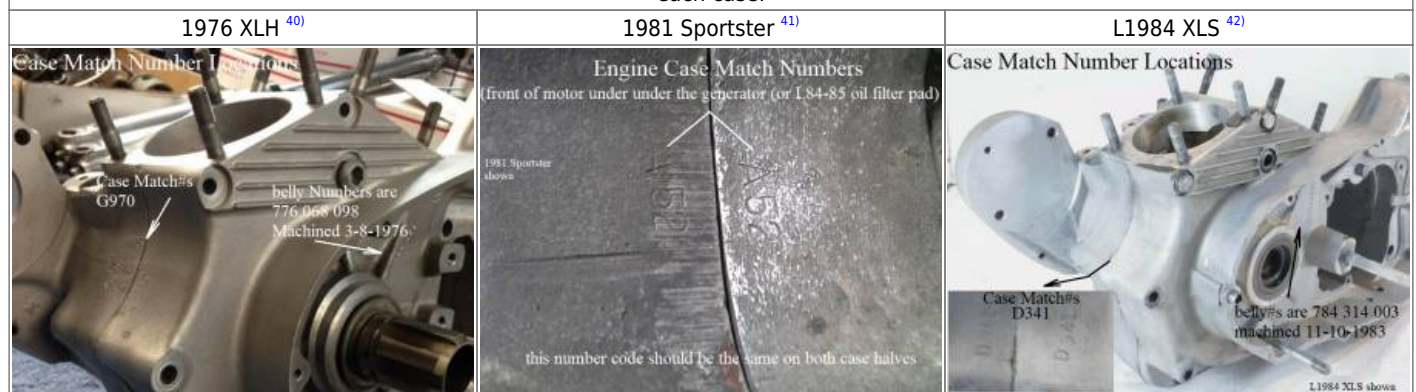 each case.
1976 XLH 40)
1981 Sportster 41)
L1984 XLS 42)
Case Match Number Locations
Case Match#s
G970
belly Numbers are
776 068 098
Machined 3-8-1976
Engine Case Match Numbers
(front of motor under under the generator (or L84-85 oil filter pad)
1981 Sportster
shown
this number code should be the same on both case halves
Case Match Number Locations
Case Match#s
D341
belly#s are 784 314 003
machined 11-10-1983
L1984 XLS shown